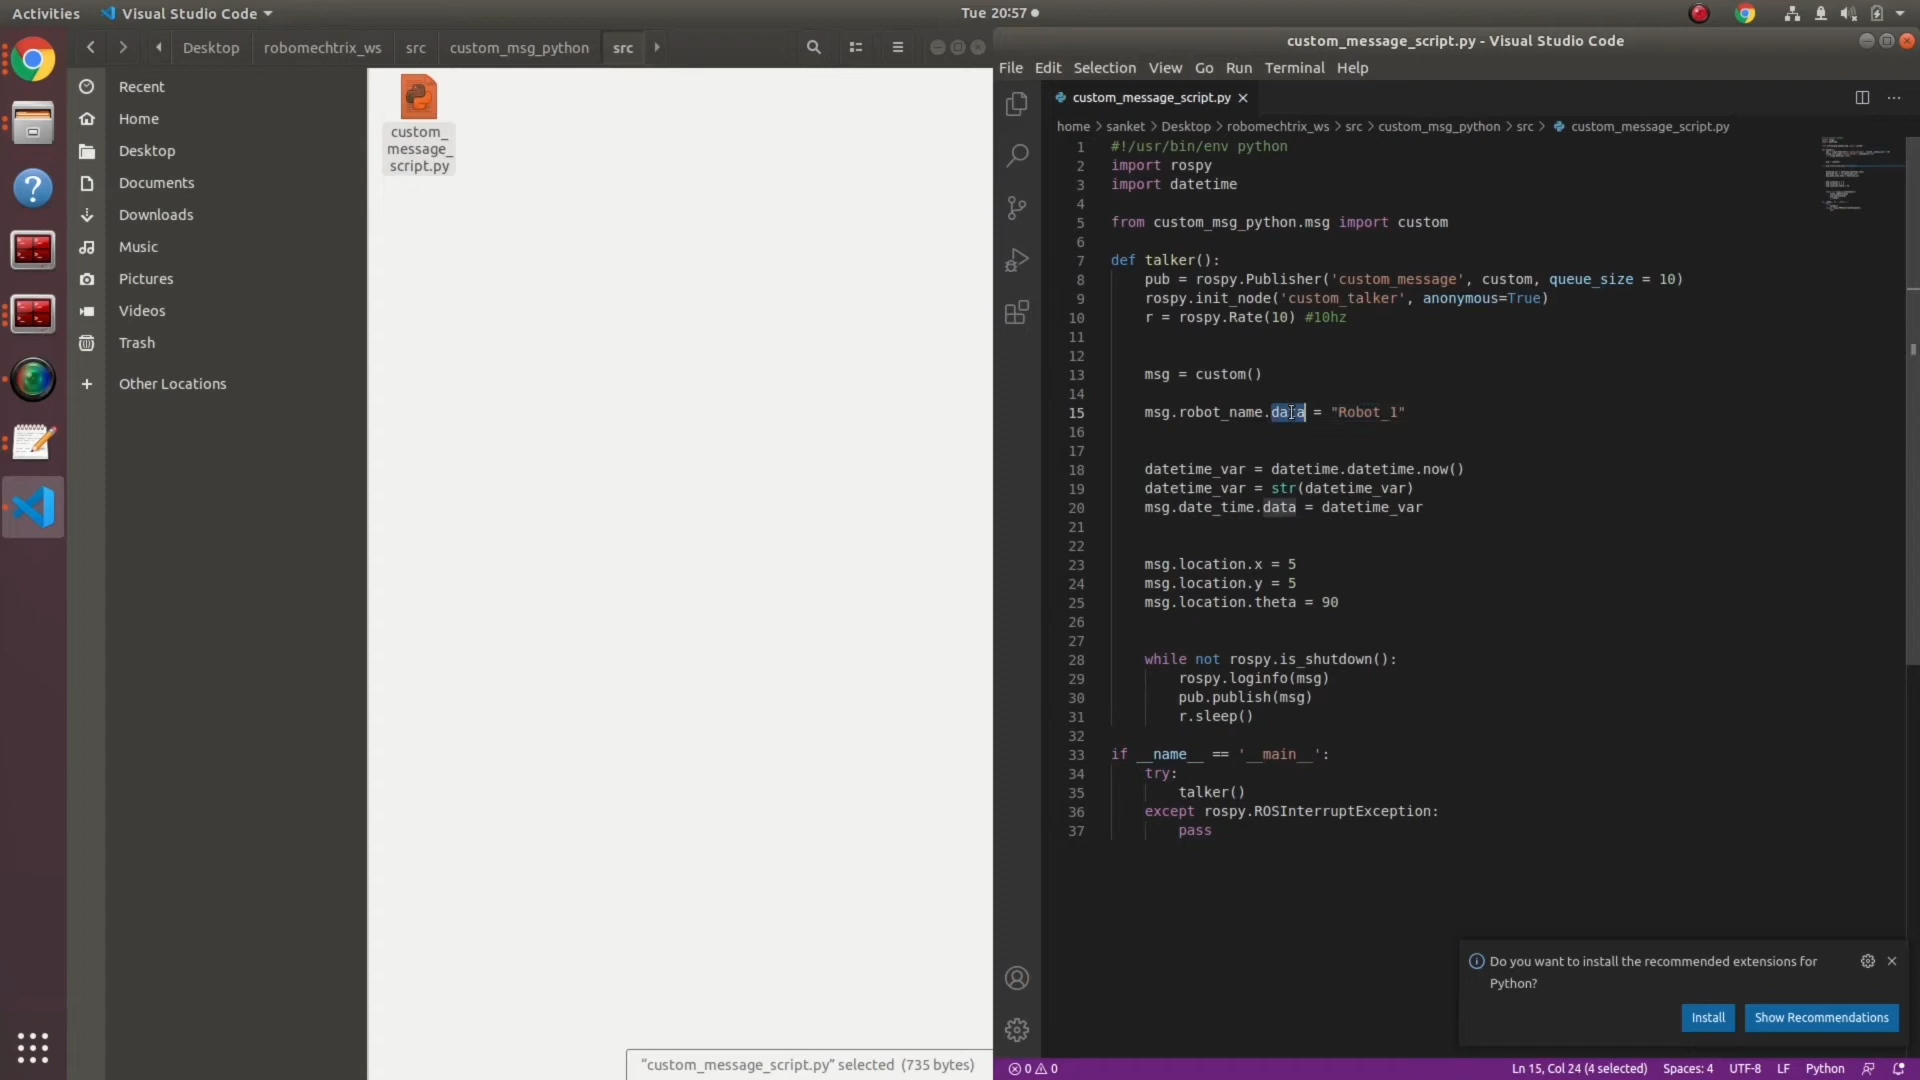 Activities
Visual Studio Code
Tue 20:57
Desktop
robomechtrix_ws
src
custom_msg_python
src
Recent
Home
Desktop
Documents
Downloads
Music
Pictures
Videos
Trash
+ Other Locations
custom_
message_
script.py
"custom_message_script.py" selected (735 bytes)
custom_message_script.py - Visual Studio Code
File Edit Selection View Go Run Terminal Help
custom_message_script.py
home > sanket > Desktop > robomechtrix_ws > src > custom_msg_python > src > custom_message_script.py
1 #!/usr/bin/env python
2 import rospy
3 import datetime
4
5 from custom_msg_python.msg import custom
6
7 def talker():
8 pub = rospy.Publisher('custom_message', custom, queue_size = 10)
9 rospy.init_node('custom_talker', anonymous=True)
10 r = rospy.Rate(10) #10hz
11
12
13 msg = custom()
14
15 msg.robot_name.data = "Robot_1"
16
17
18 datetime_var = datetime.datetime.now()
19 datetime_var = str(datetime_var)
20 msg.date_time.data = datetime_var
21
22
23 msg.location.x = 5
24 msg.location.y = 5
25 msg.location.theta = 90
26
27
28 while not rospy.is_shutdown():
29 rospy.loginfo(msg)
30 pub.publish(msg)
31 r.sleep()
32
33 if __name__ == '__main__':
34 try:
35 talker()
36 except rospy.ROSInterruptException:
37 pass
Do you want to install the recommended extensions for
Python?
Install
Show Recommendations
0 0
Ln 15, Col 24 (4 selected)
Spaces: 4
UTF-8
LF
Python